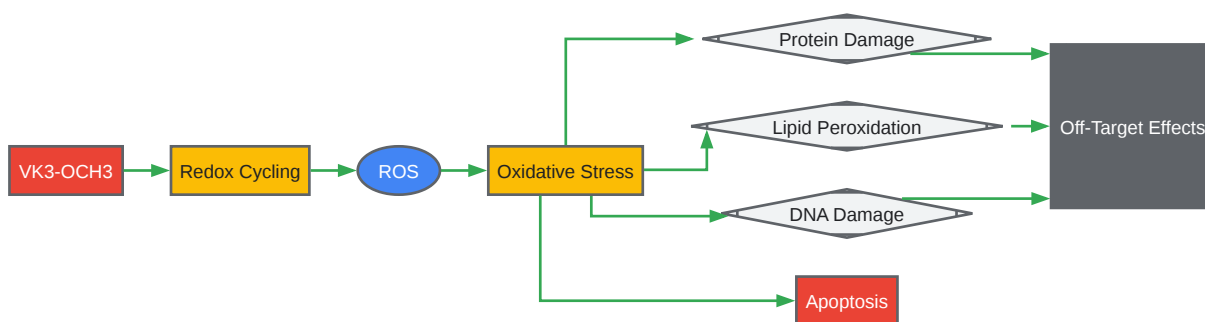 VK3-OCH3
Redox Cycling
ROS
Oxidative Stress
Protein Damage
Lipid Peroxidation
DNA Damage
Apoptosis
Off-Target Effects